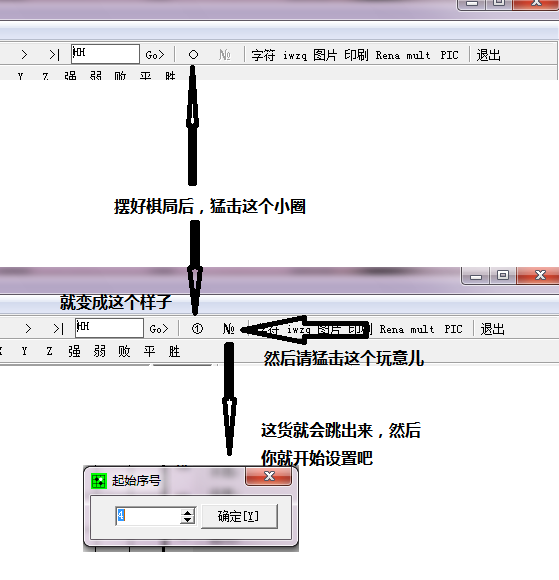 > >| HH Go> ○ № 字符 iwzq 图片 印刷 Rena mult PIC 退出
Y Z 强 弱 败 平 胜
摆好棋局后，猛击这个小圈
就变成这个样子
> >| HH Go> ① № 字符 iwzq 图片 印刷 Rena mult PIC 退出
X Y Z 强 弱 败 平 胜
然后请猛击这个玩意儿
这货就会跳出来，然后
你就开始设置吧
起始序号
4 确定[Y]